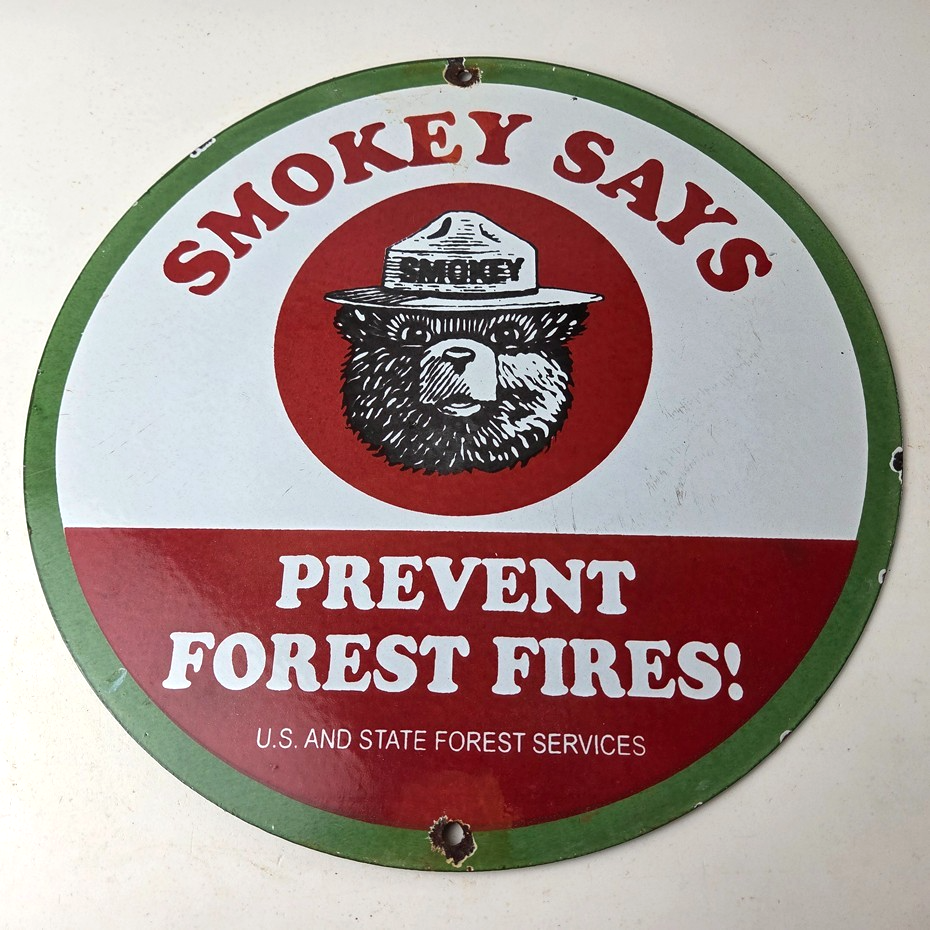 SMOKEY SAYS
SMOKEY
PREVENT
FOREST FIRES!
U.S. AND STATE FOREST SERVICES